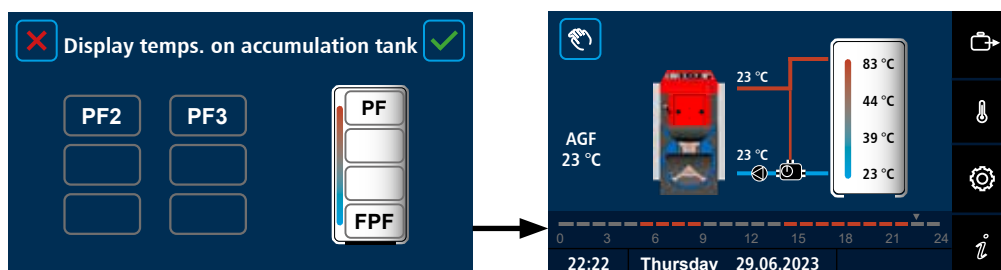 Display temps. on accumulation tank
PF2 PF3 PF
FPF
23 °C 83 °C
44 °C
AGF 39 °C
23 °C 23 °C 23 °C
0 3 6 9 12 15 18 21 24
22:22 Thursday 29.06.2023
i